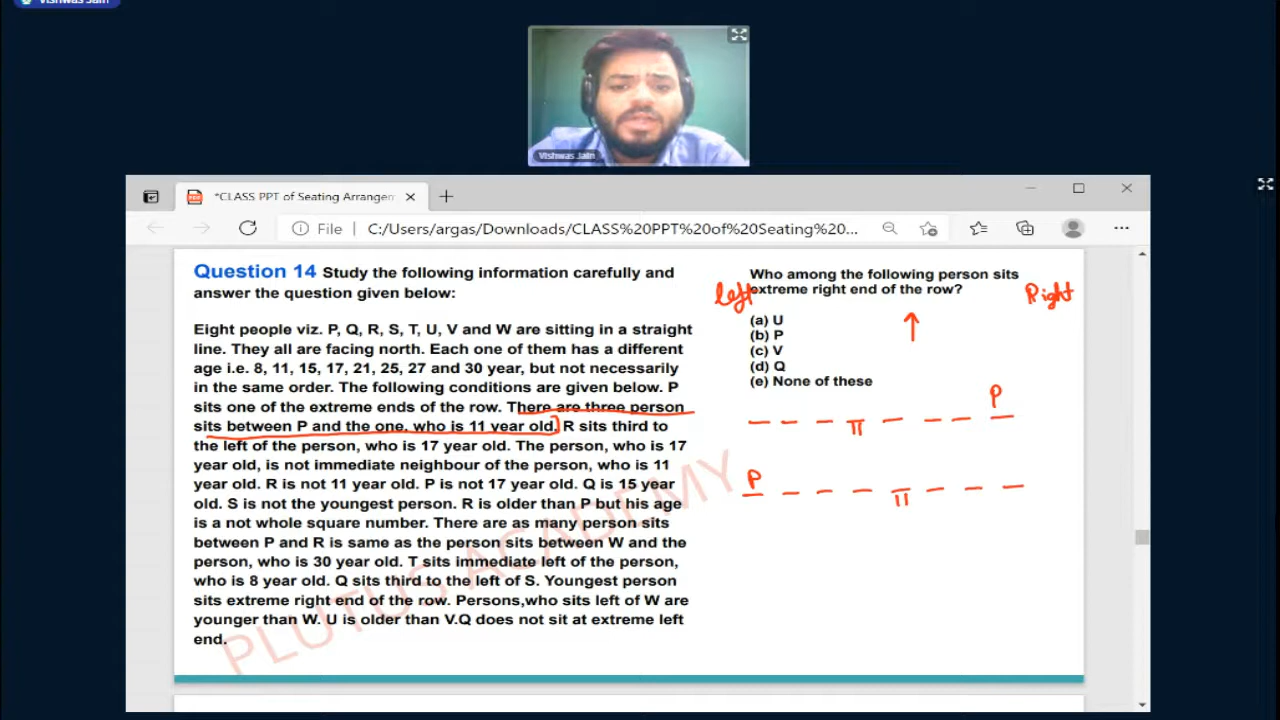 Vishwas Jain
Vishwas Jain
*CLASS PPT of Seating Arrangem
File C:/Users/argas/Downloads/CLASS%20PPT%20of%20Seating%20...
Question 14 Study the following information carefully and
answer the question given below:
Eight people viz. P, Q, R, S, T, U, V and W are sitting in a straight
line. They all are facing north. Each one of them has a different
age i.e. 8, 11, 15, 17, 21, 25, 27 and 30 year, but not necessarily
in the same order. The following conditions are given below. P
sits one of the extreme ends of the row. There are three person
sits between P and the one, who is 11 year old. R sits third to
the left of the person, who is 17 year old. The person, who is 17
year old, is not immediate neighbour of the person, who is 11
year old. R is not 11 year old. P is not 17 year old. Q is 15 year
old. S is not the youngest person. R is older than P but his age
is a not whole square number. There are as many person sits
between P and R is same as the person sits between W and the
person, who is 30 year old. T sits immediate left of the person,
who is 8 year old. Q sits third to the left of S. Youngest person
sits extreme right end of the row. Persons,who sits left of W are
younger than W. U is older than V.Q does not sit at extreme left
end.
PLUTUS ACADEMY
Who among the following person sits
extreme right end of the row?
left Right
(a) U
(b) P
(c) V
(d) Q
(e) None of these
P
11
P
11